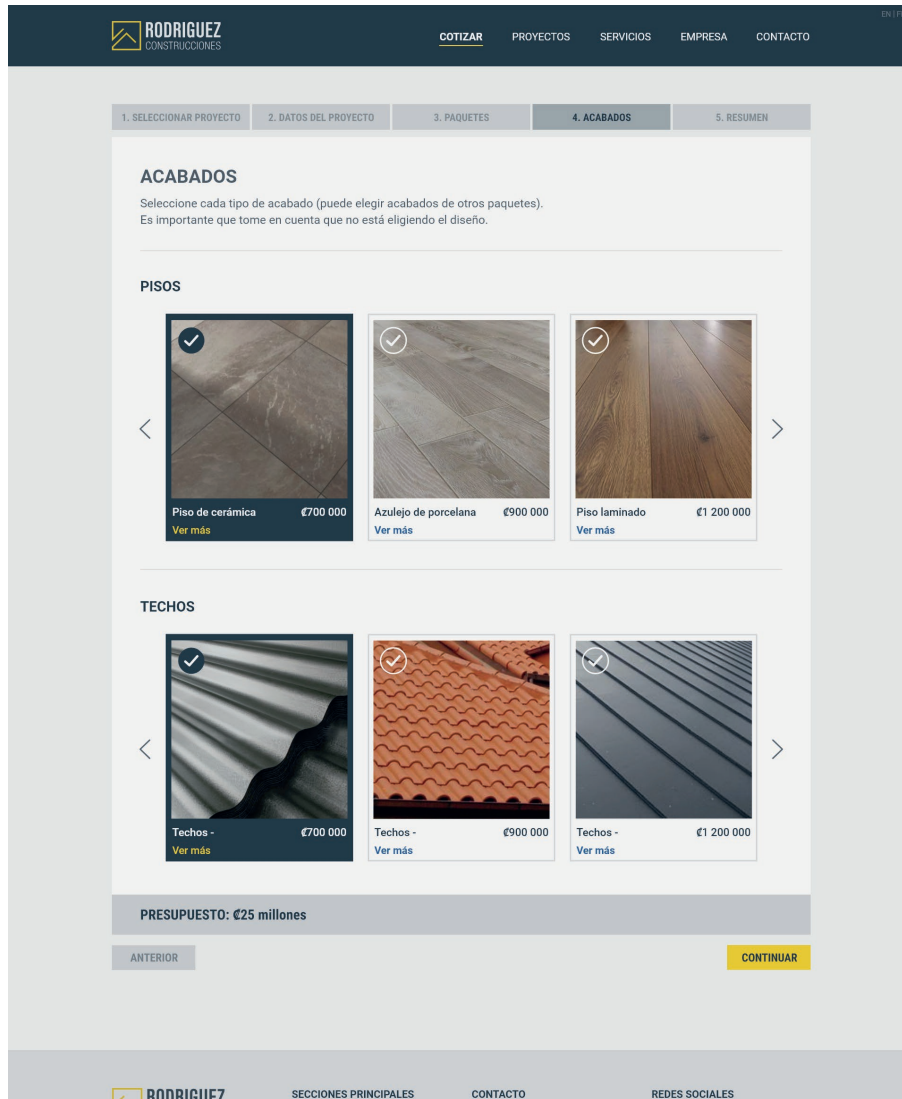 EN | F
RODRIGUEZ
CONSTRUCCIONES
COTIZAR PROYECTOS SERVICIOS EMPRESA CONTACTO
1. SELECCIONAR PROYECTO 2. DATOS DEL PROYECTO 3. PAQUETES 4. ACABADOS 5. RESUMEN
ACABADOS
Seleccione cada tipo de acabado (puede elegir acabados de otros paquetes).
Es importante que tome en cuenta que no está eligiendo el diseño.
PISOS
Piso de cerámica ₡700 000
Ver más
Azulejo de porcelana ₡900 000
Ver más
Piso laminado ₡1 200 000
Ver más
TECHOS
Techos - ₡700 000
Ver más
Techos - ₡900 000
Ver más
Techos - ₡1 200 000
Ver más
PRESUPUESTO: ₡25 millones
ANTERIOR CONTINUAR
RODRIGUEZ
SECCIONES PRINCIPALES CONTACTO REDES SOCIALES